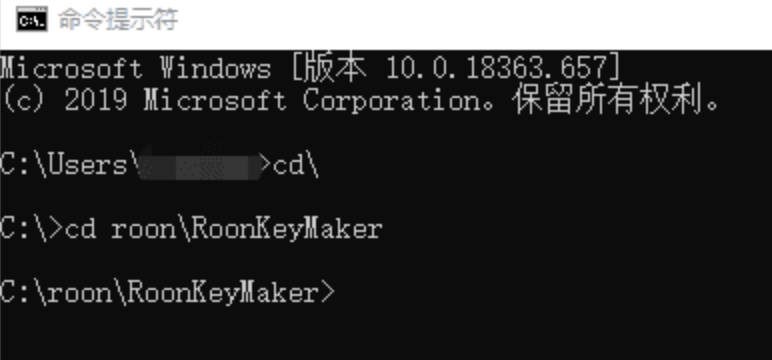 命令提示符
Microsoft Windows [版本 10.0.18363.657]
(c) 2019 Microsoft Corporation。保留所有权利。
C:\Users\>cd\
C:\>cd roon\RoonKeyMaker
C:\roon\RoonKeyMaker>